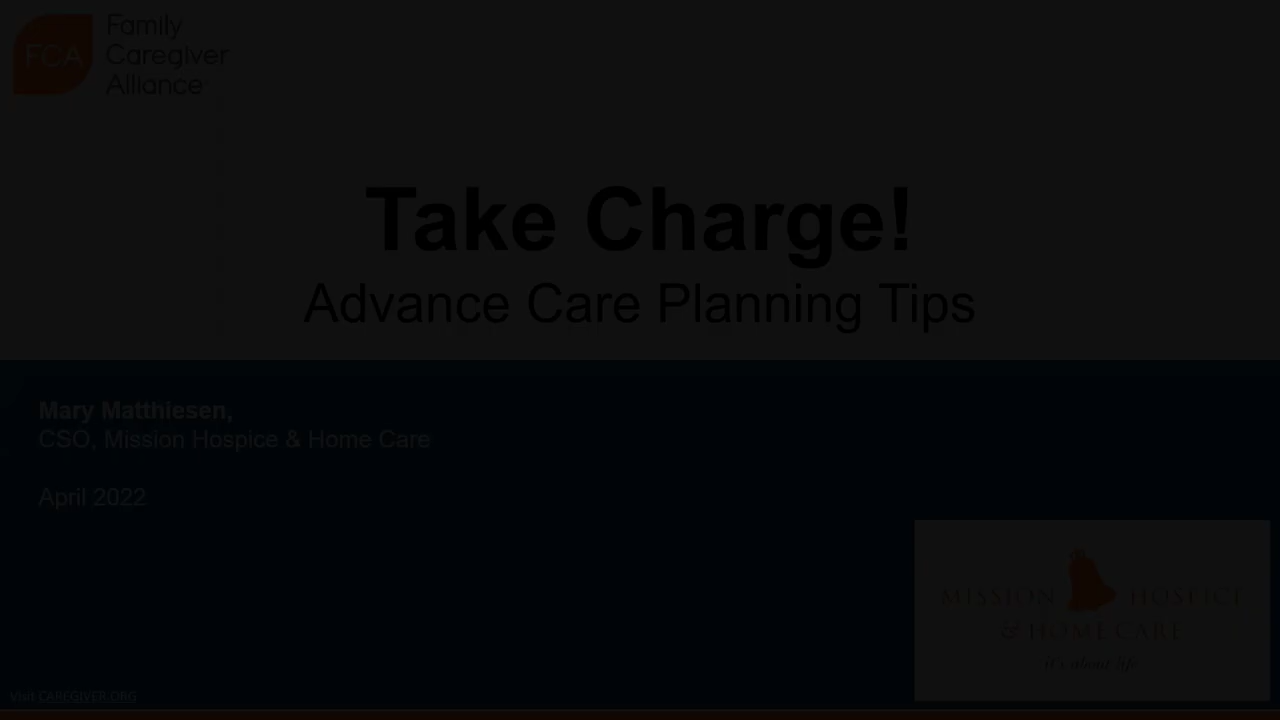 FCA
Family
Caregiver
Alliance
Take Charge!
Advance Care Planning Tips
Mary Matthiesen,
CSO, Mission Hospice & Home Care
April 2022
MISSION HOSPICE
& HOME CARE
it's about life
Visit CAREGIVER.ORG